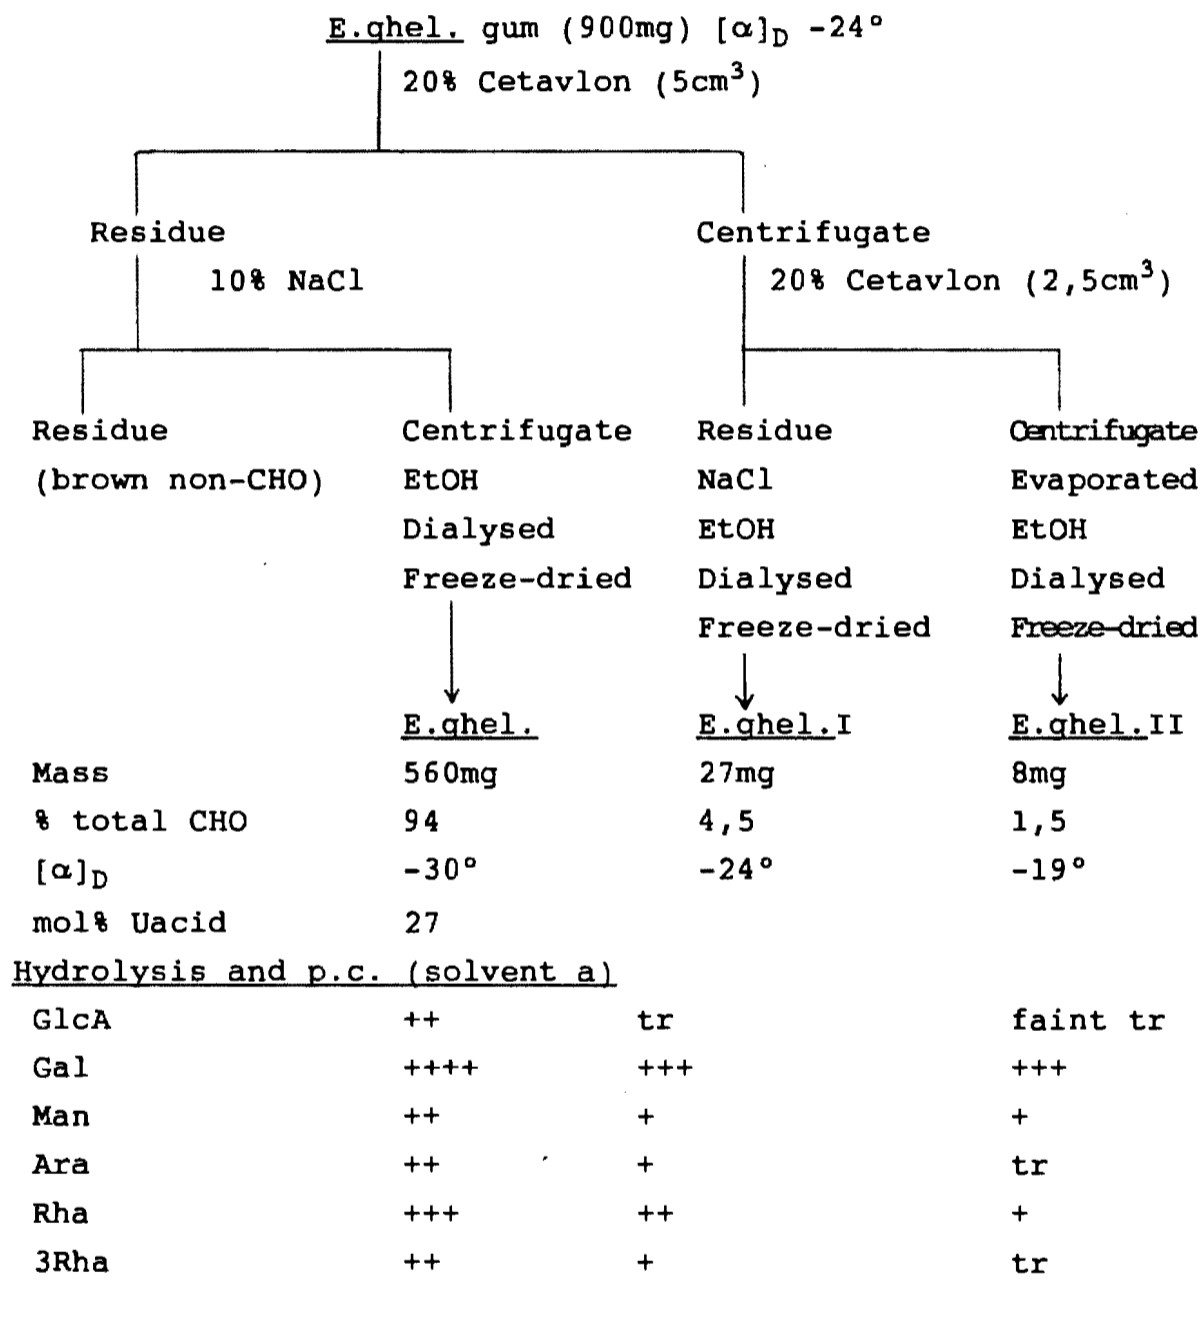 E.ghel. gum (900mg) [α]D -24°
20% Cetavlon (5cm³)
Residue Centrifugate
10% NaCl 20% Cetavlon (2,5cm³)
Residue Centrifugate Residue Centrifugate
(brown non-CHO) EtOH NaCl Evaporated
Dialysed EtOH EtOH
Freeze-dried Dialysed Dialysed
Freeze-dried Freeze-dried
E.ghel. E.ghel.I E.ghel.II
Mass 560mg 27mg 8mg
% total CHO 94 4,5 1,5
[α]D -30° -24° -19°
mol% Uacid 27
Hydrolysis and p.c. (solvent a)
GlcA ++ tr faint tr
Gal ++++ +++ +++
Man ++ + +
Ara ++ + tr
Rha +++ ++ +
3Rha ++ + tr